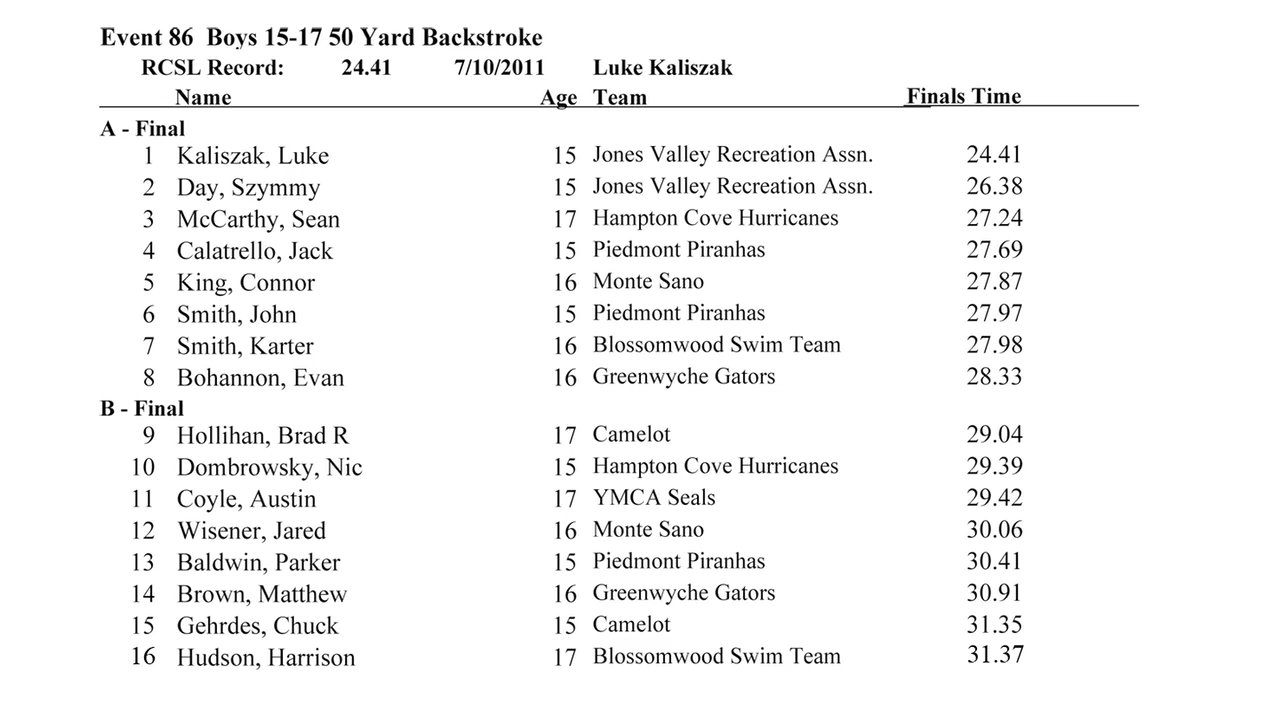 Event 86 Boys 15-17 50 Yard Backstroke
RCSL Record: 24.41 7/10/2011 Luke Kaliszak
Name Age Team Finals Time
A - Final
1 Kaliszak, Luke 15 Jones Valley Recreation Assn. 24.41
2 Day, Szymmy 15 Jones Valley Recreation Assn. 26.38
3 McCarthy, Sean 17 Hampton Cove Hurricanes 27.24
4 Calatrello, Jack 15 Piedmont Piranhas 27.69
5 King, Connor 16 Monte Sano 27.87
6 Smith, John 15 Piedmont Piranhas 27.97
7 Smith, Karter 16 Blossomwood Swim Team 27.98
8 Bohannon, Evan 16 Greenwyche Gators 28.33
B - Final
9 Hollihan, Brad R 17 Camelot 29.04
10 Dombrowsky, Nic 15 Hampton Cove Hurricanes 29.39
11 Coyle, Austin 17 YMCA Seals 29.42
12 Wisener, Jared 16 Monte Sano 30.06
13 Baldwin, Parker 15 Piedmont Piranhas 30.41
14 Brown, Matthew 16 Greenwyche Gators 30.91
15 Gehrdes, Chuck 15 Camelot 31.35
16 Hudson, Harrison 17 Blossomwood Swim Team 31.37